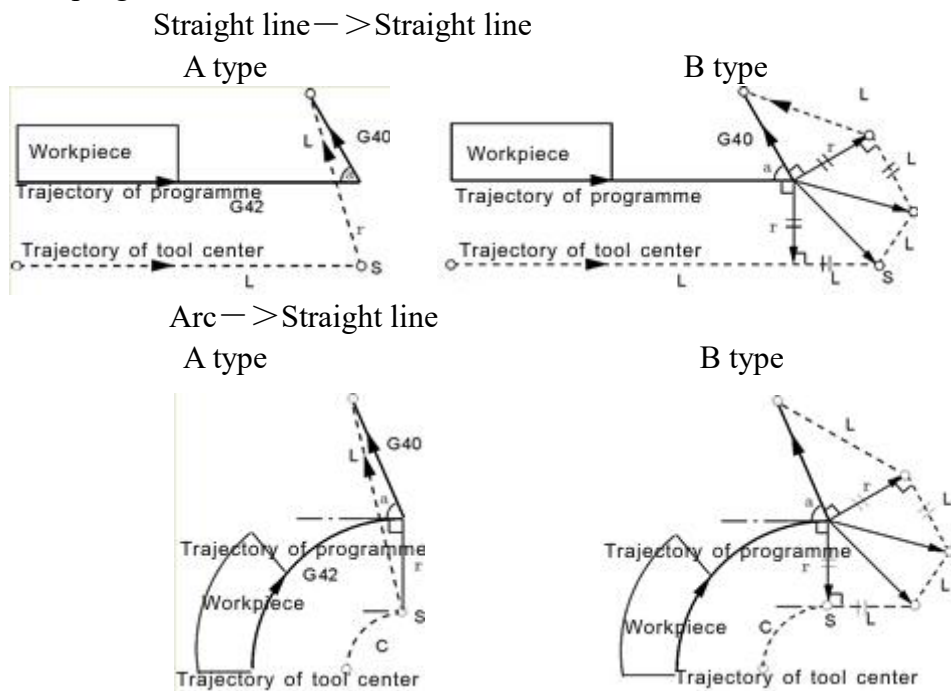 Straight line—>Straight line
A type
B type
L
G40
a
Workpiece
Trajectory of programme
G42
r
Trajectory of tool center
S
L
L
G40
r
L
a
Workpiece
Trajectory of programme
r
L
Trajectory of tool center
S
L
L
Arc—>Straight line
A type
B type
L
G40
a
Trajectory of programme
G42
r
Workpiece
S
C
Trajectory of tool center
L
r
L
a
Trajectory of programme
r
L
S
L
Workpiece
C
Trajectory of tool center